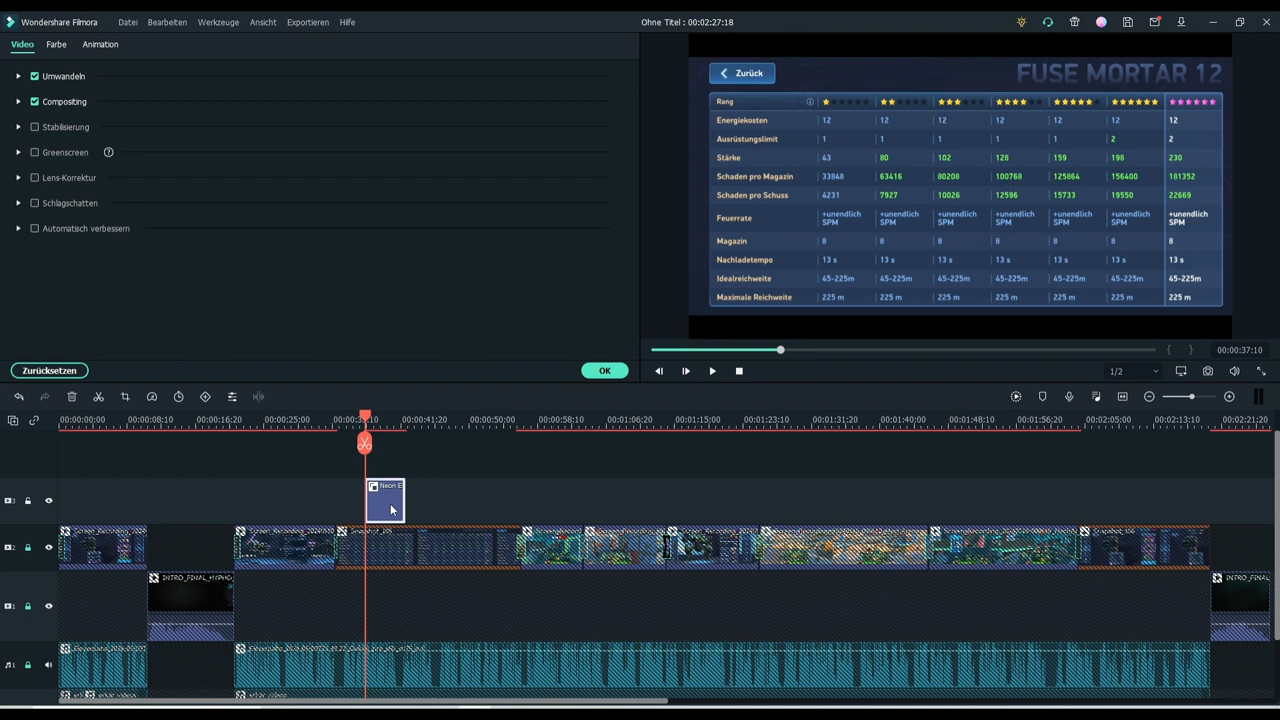 Wondershare Filmora Datei Bearbeiten Werkzeuge Ansicht Exportieren Hilfe Ohne Titel : 00:02:27:18
Video Farbe Animation
Umwandeln
Compositing
Stabilisierung
Greenscreen
Lens-Korrektur
Schlagschatten
Automatisch verbessern
Zurücksetzen OK
Zurück FUSE MORTAR 12
Rang
Energiekosten 12 12 12 12 12 12 12
Ausrüstungslimit 1 1 1 1 1 2 2
Stärke 43 80 102 128 159 198 230
Schaden pro Magazin 33848 63416 80208 100768 125864 156400 181352
Schaden pro Schuss 4231 7927 10026 12596 15733 19550 22669
Feuerrate +unendlich SPM +unendlich SPM +unendlich SPM +unendlich SPM +unendlich SPM +unendlich SPM +unendlich SPM
Magazin 8 8 8 8 8 8 8
Nachladetempo 13 s 13 s 13 s 13 s 13 s 13 s 13 s
Idealreichweite 45-225m 45-225m 45-225m 45-225m 45-225m 45-225m 45-225m
Maximale Reichweite 225 m 225 m 225 m 225 m 225 m 225 m 225 m
00:00:37:10
1/2
00:00:00:00 00:00:08:10 00:00:16:20 00:00:25:00 00:00:41:20 00:00:50:00 00:00:58:10 00:01:06:20 00:01:15:00 00:01:23:10 00:01:31:20 00:01:40:00 00:01:48:10 00:01:56:20 00:02:05:00 00:02:13:10 00:02:21:20
Neon E
3
2
Snapshot_106
1 INTRO_FINAL INTRO_FINAL
1